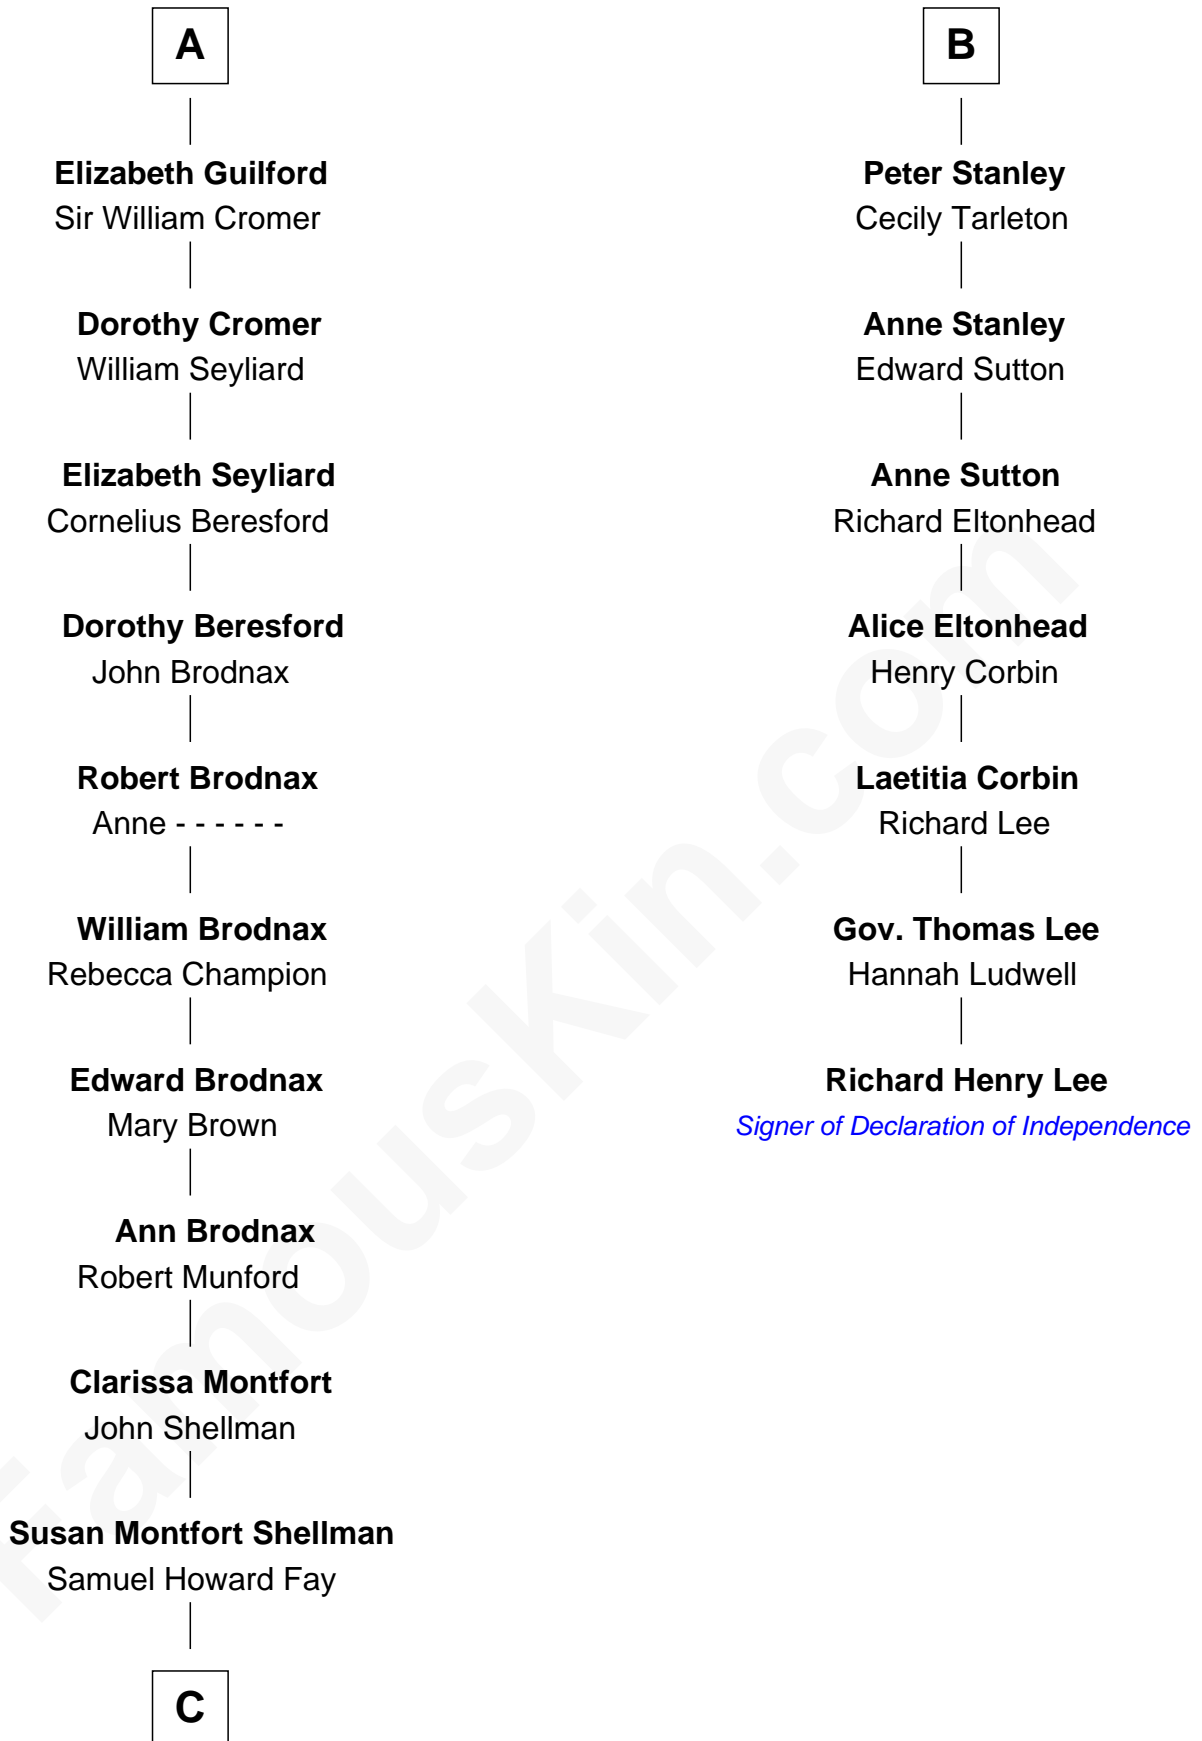 A
Elizabeth Guilford
Sir William Cromer
Dorothy Cromer
William Seyliard
Elizabeth Seyliard
Cornelius Beresford
Dorothy Beresford
John Brodnax
Robert Brodnax
Anne - - - - - -
William Brodnax
Rebecca Champion
Edward Brodnax
Mary Brown
Ann Brodnax
Robert Munford
Clarissa Montfort
John Shellman
Susan Montfort Shellman
Samuel Howard Fay
C
B
Peter Stanley
Cecily Tarleton
Anne Stanley
Edward Sutton
Anne Sutton
Richard Eltonhead
Alice Eltonhead
Henry Corbin
Laetitia Corbin
Richard Lee
Gov. Thomas Lee
Hannah Ludwell
Richard Henry Lee
Signer of Declaration of Independence
FamousKin.com